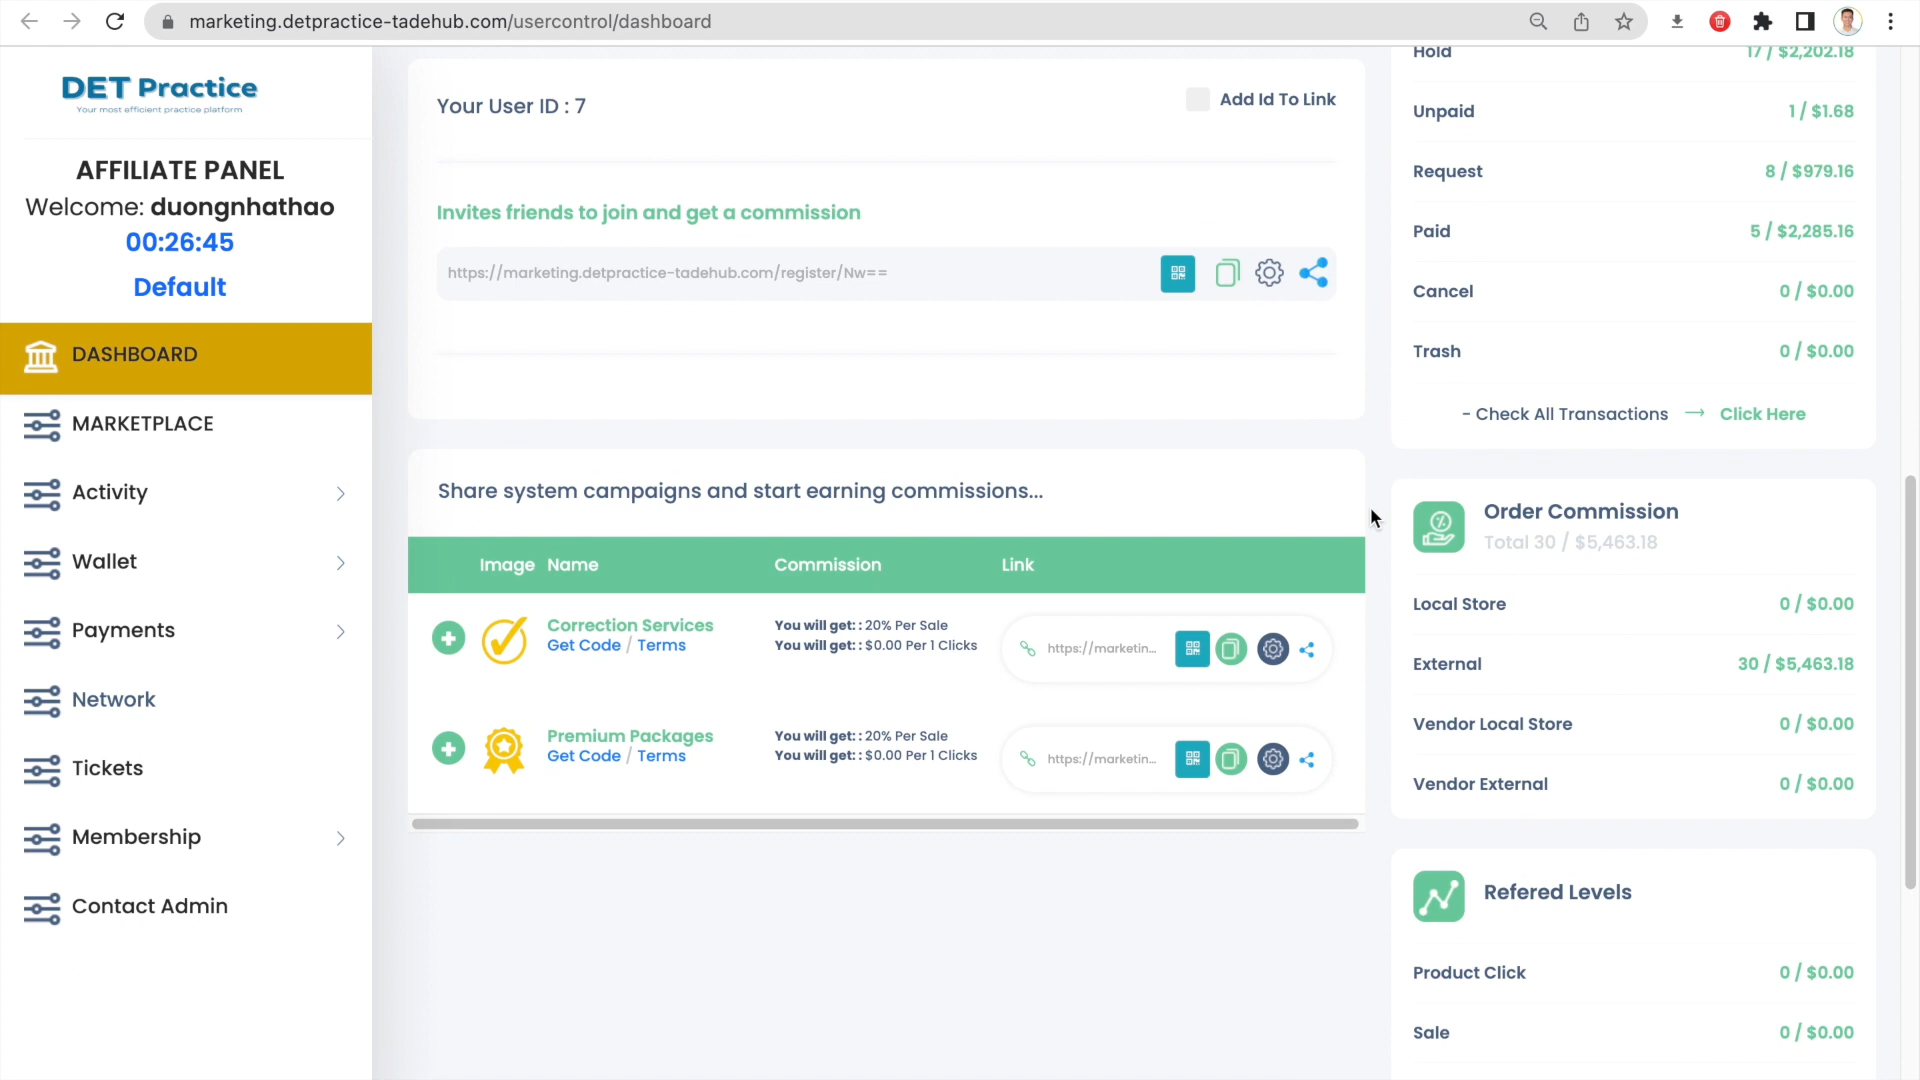 marketing.detpractice-tadehub.com/usercontrol/dashboard
DET Practice
Your most efficient practice platform
AFFILIATE PANEL
Welcome: duongnhathao
00:26:45
Default
DASHBOARD
MARKETPLACE
Activity
Wallet
Payments
Network
Tickets
Membership
Contact Admin
Your User ID : 7
Add Id To Link
Invites friends to join and get a commission
https://marketing.detpractice-tadehub.com/register/Nw==
Share system campaigns and start earning commissions...
Image Name Commission Link
Correction Services
Get Code / Terms
You will get: : 20% Per Sale
You will get: : $0.00 Per 1 Clicks
https://marketin...
Premium Packages
Get Code / Terms
You will get: : 20% Per Sale
You will get: : $0.00 Per 1 Clicks
https://marketin...
Hold 17 / $2,202.18
Unpaid 1 / $1.68
Request 8 / $979.16
Paid 5 / $2,285.16
Cancel 0 / $0.00
Trash 0 / $0.00
- Check All Transactions → Click Here
Order Commission
Total 30 / $5,463.18
Local Store 0 / $0.00
External 30 / $5,463.18
Vendor Local Store 0 / $0.00
Vendor External 0 / $0.00
Refered Levels
Product Click 0 / $0.00
Sale 0 / $0.00